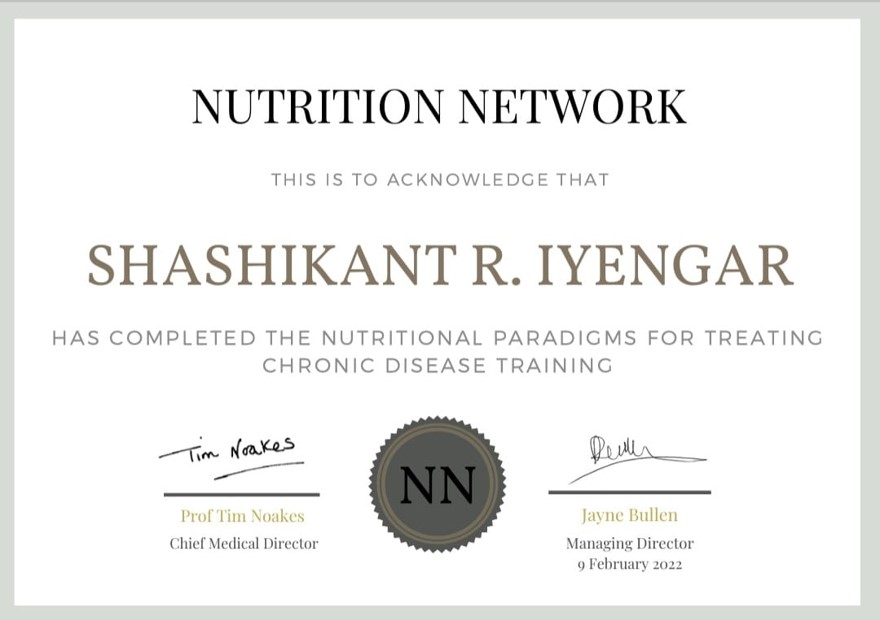 NUTRITION NETWORK
THIS IS TO ACKNOWLEDGE THAT
SHASHIKANT R. IYENGAR
HAS COMPLETED THE NUTRITIONAL PARADIGMS FOR TREATING
CHRONIC DISEASE TRAINING
Tim Noakes
NN
Prof Tim Noakes
Chief Medical Director
Jayne Bullen
Managing Director
9 February 2022